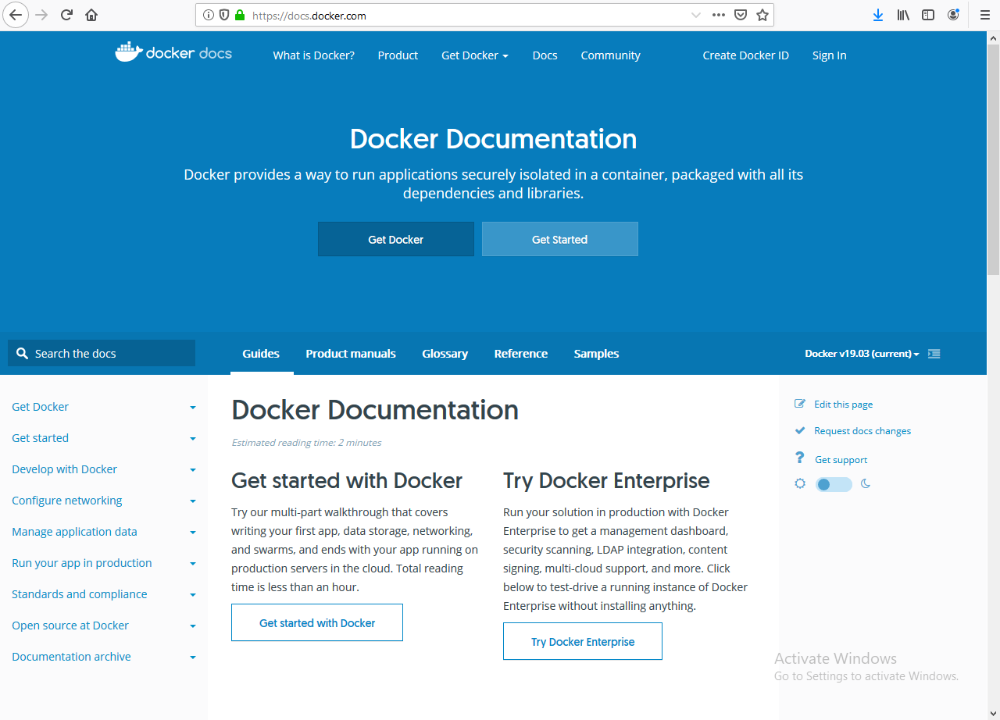 https://docs.docker.com
docker docs
What is Docker?
Product
Get Docker
Docs
Community
Create Docker ID
Sign In
Docker Documentation
Docker provides a way to run applications securely isolated in a container, packaged with all its
dependencies and libraries.
Get Docker
Get Started
Search the docs
Guides
Product manuals
Glossary
Reference
Samples
Docker v19.03 (current)
Get Docker
Get started
Develop with Docker
Configure networking
Manage application data
Run your app in production
Standards and compliance
Open source at Docker
Documentation archive
Docker Documentation
Estimated reading time: 2 minutes
Get started with Docker
Try our multi-part walkthrough that covers
writing your first app, data storage, networking,
and swarms, and ends with your app running on
production servers in the cloud. Total reading
time is less than an hour.
Get started with Docker
Try Docker Enterprise
Run your solution in production with Docker
Enterprise to get a management dashboard,
security scanning, LDAP integration, content
signing, multi-cloud support, and more. Click
below to test-drive a running instance of Docker
Enterprise without installing anything.
Try Docker Enterprise
Edit this page
Request docs changes
Get support
Activate Windows
Go to Settings to activate Windows.